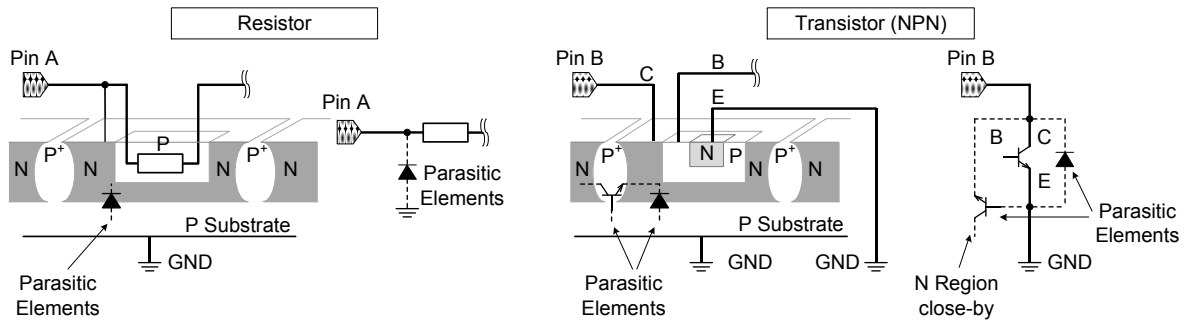 Resistor
Transistor (NPN)
Pin A
Pin B
C
B
E
Pin B
Pin A
N
P+
N
P
N
P+
N
N
P+
N
N
P
N
P+
N
B
C
E
Parasitic
Elements
P Substrate
P Substrate
Parasitic
Elements
GND
GND
GND
GND
Parasitic
Elements
Parasitic
Elements
N Region
close-by